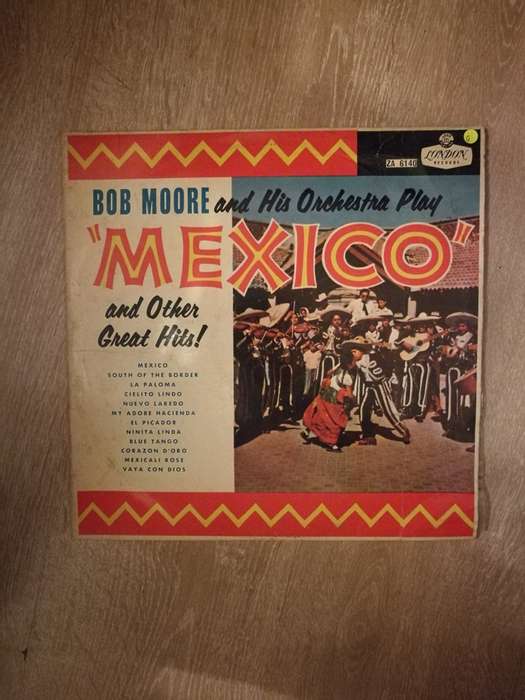 ZA 6140
LONDON
RECORDS
BOB MOORE and His Orchestra Play
"MEXICO"
and Other
Great Hits!
MEXICO
SOUTH OF THE BORDER
LA PALOMA
CIELITO LINDO
NUEVO LAREDO
MY ADORE HACIENDA
EL PICADOR
NINITA LINDA
BLUE TANGO
CORAZON D'ORO
MEXICALI ROSE
VAYA CON DIOS